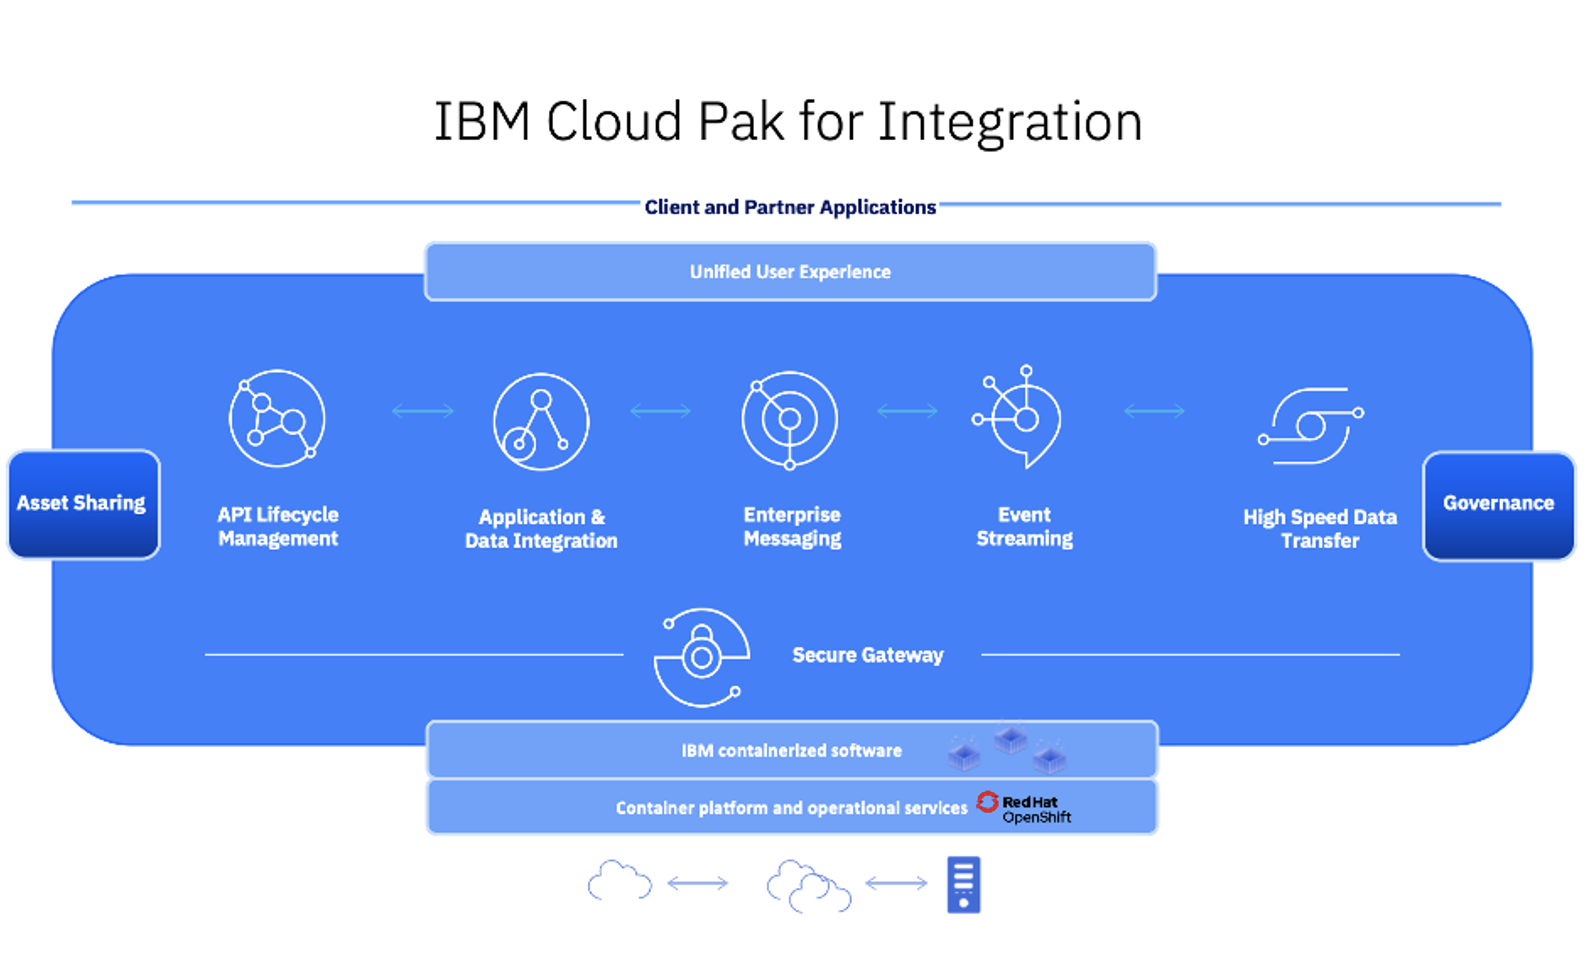 IBM Cloud Pak for Integration
Client and Partner Applications
Unified User Experience
Asset Sharing
API Lifecycle
Management
Application &
Data Integration
Enterprise
Messaging
Event
Streaming
High Speed Data
Transfer
Governance
Secure Gateway
IBM containerized software
Container platform and operational services
Red Hat
OpenShift